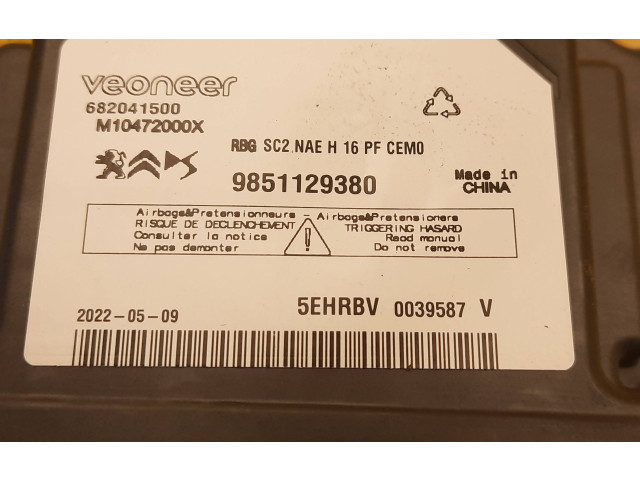 veoneer
682041500
M10472000X
RBG SC2 NAE H 16 PF CEM0
9851129380
Made in
CHINA
Airbags&Pretensionneurs - Airbags&Pretensioners
RISQUE DE DECLENCHEMENT
TRIGGERING HASARD
Consulter la notice
Read manual
Ne pas demonter
Do not remove
2022-05-09
5EHRBV 0039587 V